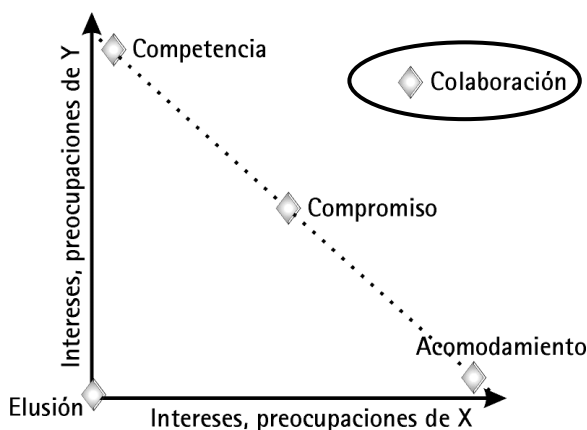 Competencia
Colaboración
Intereses, preocupaciones de Y
Compromiso
Acomodamiento
Elusión
Intereses, preocupaciones de X